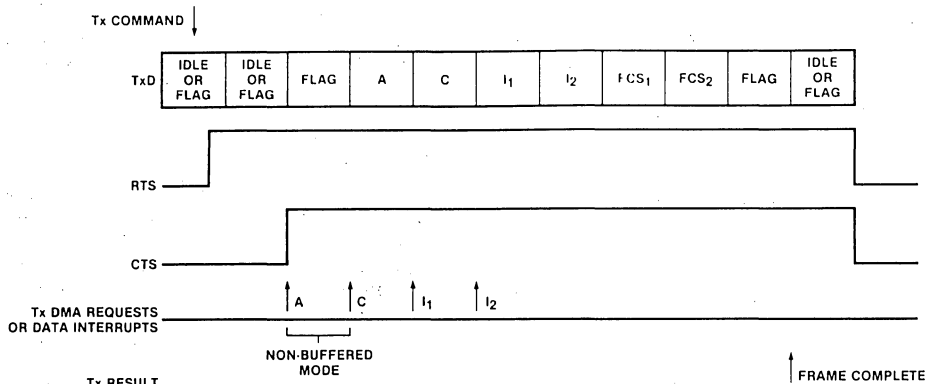 Tx COMMAND
TxD
IDLE OR FLAG
IDLE OR FLAG
FLAG
A
C
I1
I2
FCS1
FCS2
FLAG
IDLE OR FLAG
RTS
CTS
A
C
I1
I2
Tx DMA REQUESTS
OR DATA INTERRUPTS
NON-BUFFERED
MODE
Tx RESULT
FRAME COMPLETE